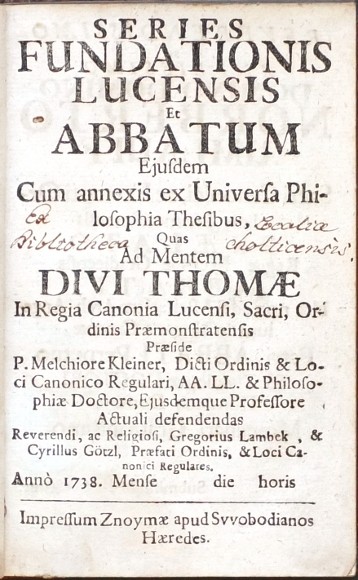 SERIES
FUNDATIONIS
LUCENSIS
Et
ABBATUM
Ejuſdem
Cum annexis ex Univerſa Phi-
Ex loſophia Theſibus, Ecclìæ
Bibliotheca Quas choltìcensis.
Ad Mentem
DIVI THOMÆ
In Regia Canonia Lucenſi, Sacri, Or-
dinis Præmonſtratensis
Præſide
P. Melchiore Kleiner, Dicti Ordinis & Lo-
ci Canonico Regulari, AA. LL. & Philoſo-
phiæ Doctore, Ejusdemque Profeſſore
Actuali defendendas
Reverendi, ac Religioſi, Gregorius Lambek, &
Cyrillus Götzl, Præfati Ordinis, & Loci Ca-
nonici Regulares.
Annò 1738. Menſe die horis
Impreſſum Znoymæ apud Svvobodianos
Hæredes.